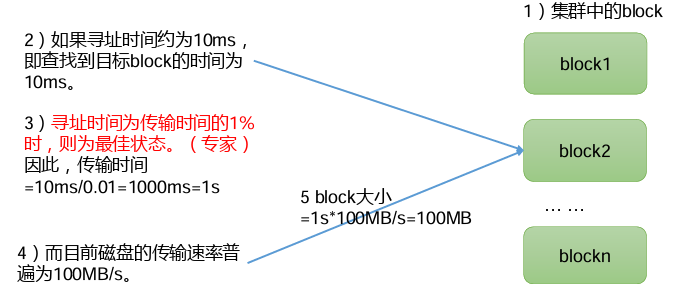 1）集群中的block
2）如果寻址时间约为10ms，
即查找到目标block的时间为
10ms。
3）寻址时间为传输时间的1%
时，则为最佳状态。（专家）
因此，传输时间
=10ms/0.01=1000ms=1s
4）而目前磁盘的传输速率普
遍为100MB/s。
5 block大小
=1s*100MB/s=100MB
block1
block2
... ...
blockn